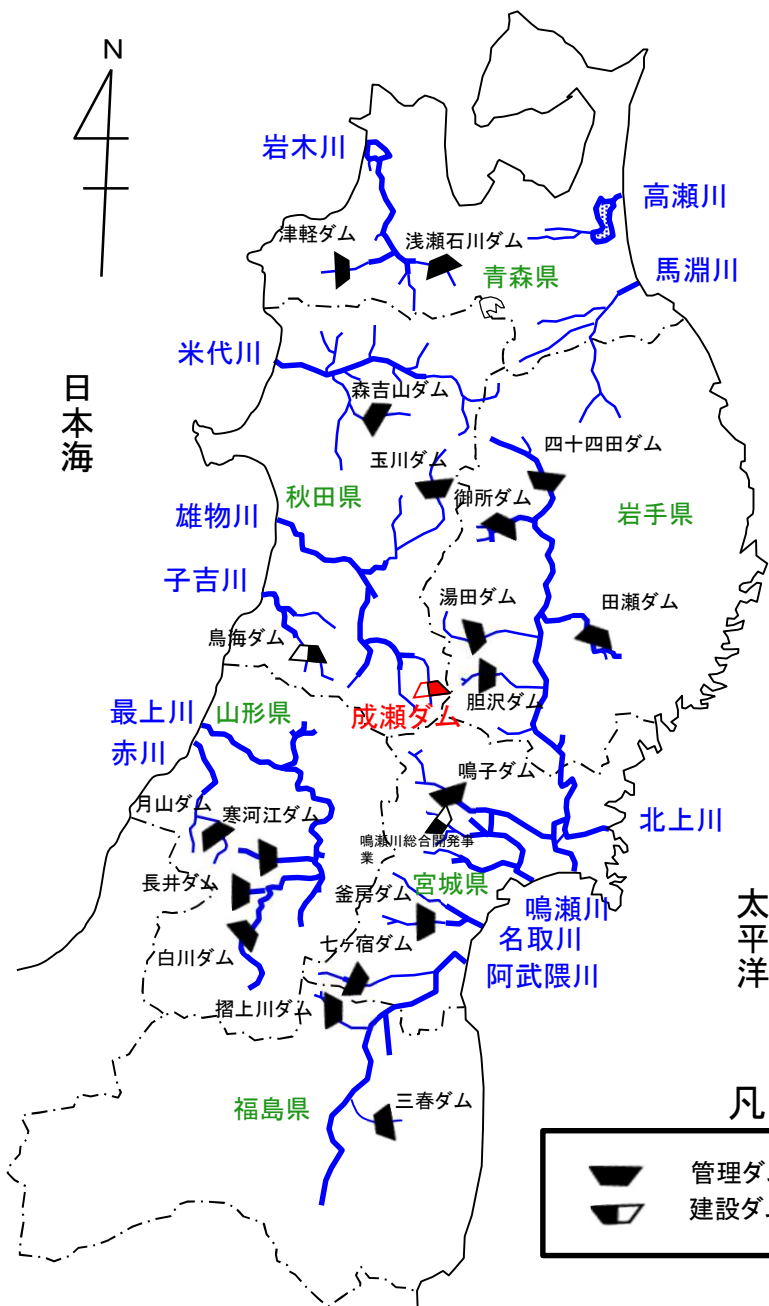 N
岩木川
高瀬川
津軽ダム
浅瀬石川ダム
青森県
馬淵川
米代川
日本海
森吉山ダム
四十四田ダム
玉川ダム
御所ダム
秋田県
岩手県
雄物川
子吉川
湯田ダム
田瀬ダム
鳥海ダム
胆沢ダム
成瀬ダム
山形県
最上川
赤川
鳴子ダム
月山ダム
寒河江ダム
北上川
鳴瀬川総合開発事
業
長井ダム
宮城県
釜房ダム
鳴瀬川
太平洋
名取川
七ヶ宿ダム
白川ダム
阿武隈川
摺上川ダム
福島県
三春ダム
凡
管理ダ
建設ダ